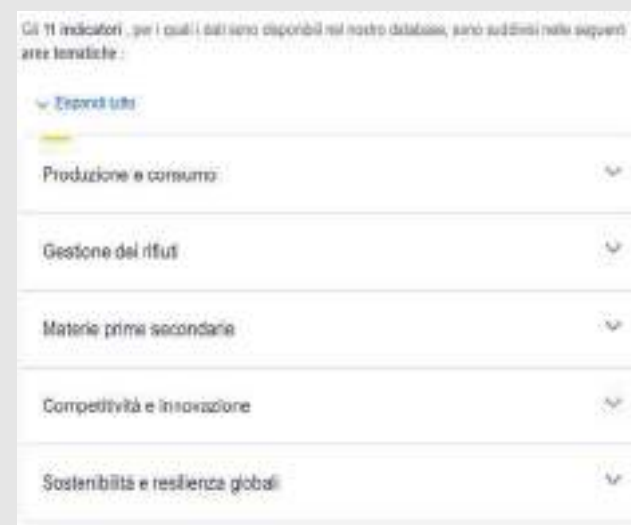 Gli 11 indicatori , per i quali i dati sono disponibili nel nostro database, sono suddivisi nelle seguenti
aree tematiche :
Espandi tutto
Produzione e consumo
Gestione dei rifiuti
Materie prime secondarie
Competitività e innovazione
Sostenibilità e resilienza globali